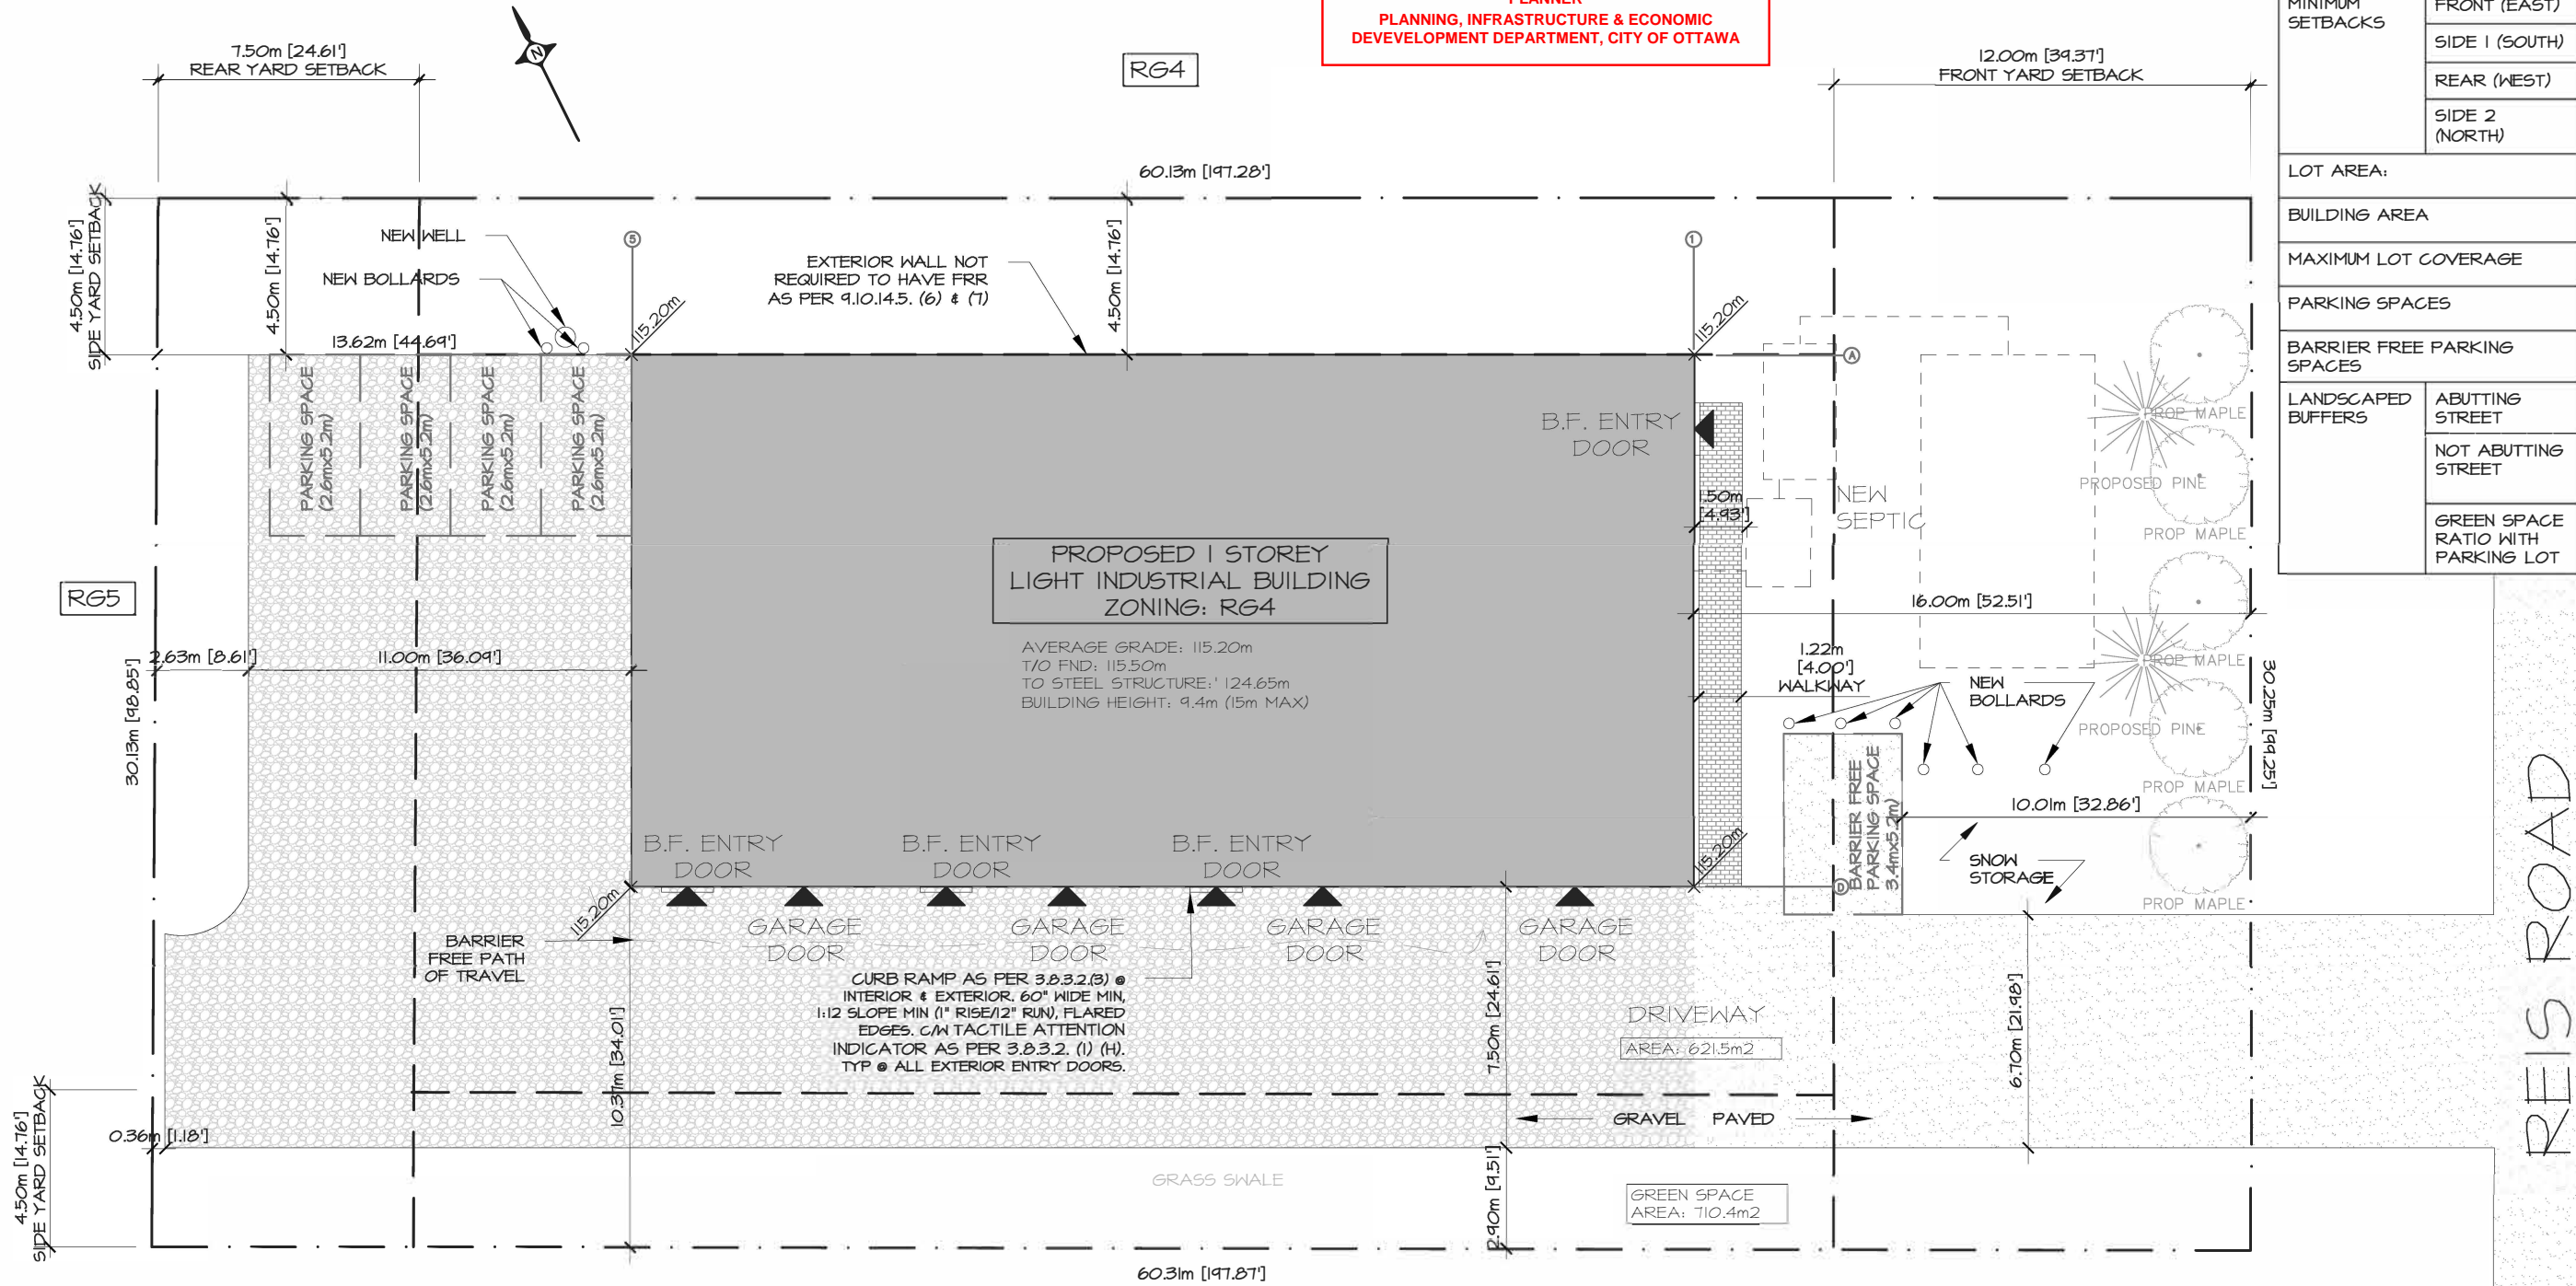 PLANNER
PLANNING, INFRASTRUCTURE & ECONOMIC
DEVEVELOPMENT DEPARTMENT, CITY OF OTTAWA
7.50m [24.61']
REAR YARD SETBACK
N
RG4
12.00m [39.37']
FRONT YARD SETBACK
MINIMUM
SETBACKS
FRONT (EAST)
SIDE 1 (SOUTH)
REAR (WEST)
SIDE 2
(NORTH)
LOT AREA:
BUILDING AREA
MAXIMUM LOT COVERAGE
PARKING SPACES
BARRIER FREE PARKING
SPACES
LANDSCAPED
BUFFERS
ABUTTING
STREET
NOT ABUTTING
STREET
GREEN SPACE
RATIO WITH
PARKING LOT
60.13m [197.28']
4.50m [14.76']
SIDE YARD SETBACK
4.50m [14.76']
NEW WELL
NEW BOLLARDS
5
EXTERIOR WALL NOT
REQUIRED TO HAVE FRR
AS PER 9.10.14.5. (6) & (7)
4.50m [14.76']
1
115.20m
115.20m
13.62m [44.69']
A
PARKING SPACE
(2.6mx5.2m)
PARKING SPACE
(2.6mx5.2m)
PARKING SPACE
(2.6mx5.2m)
PARKING SPACE
(2.6mx5.2m)
B.F. ENTRY
DOOR
1.50m
[4.93']
NEW
SEPTIC
PROP MAPLE
PROPOSED PINE
PROP MAPLE
RG5
PROPOSED 1 STOREY
LIGHT INDUSTRIAL BUILDING
ZONING: RG4
AVERAGE GRADE: 115.20m
T/O FND: 115.50m
TO STEEL STRUCTURE:' 124.65m
BUILDING HEIGHT: 9.4m (15m MAX)
16.00m [52.51']
2.63m [8.61']
11.00m [36.09']
30.13m [98.85']
1.22m
[4.00']
WALKWAY
NEW
BOLLARDS
PROP MAPLE
PROPOSED PINE
PROP MAPLE
30.25m [99.25']
BARRIER FREE
PARKING SPACE
3.4mx5.2m)
10.01m [32.86']
SNOW
STORAGE
PROP MAPLE
REIS ROAD
B.F. ENTRY
DOOR
B.F. ENTRY
DOOR
B.F. ENTRY
DOOR
115.20m
115.20m
D
GARAGE
DOOR
GARAGE
DOOR
GARAGE
DOOR
GARAGE
DOOR
BARRIER
FREE PATH
OF TRAVEL
CURB RAMP AS PER 3.8.3.2.(3) @
INTERIOR & EXTERIOR. 60" WIDE MIN,
1:12 SLOPE MIN (1" RISE/12" RUN), FLARED
EDGES. C/W TACTILE ATTENTION
INDICATOR AS PER 3.8.3.2. (1) (H).
TYP @ ALL EXTERIOR ENTRY DOORS.
10.37m [34.01']
7.50m [24.61']
DRIVEWAY
AREA: 621.5m2
6.70m [21.98']
GRAVEL
PAVED
0.36m [1.18']
4.50m [14.76']
SIDE YARD SETBACK
GRASS SWALE
2.90m [9.51']
GREEN SPACE
AREA: 710.4m2
60.31m [197.87']